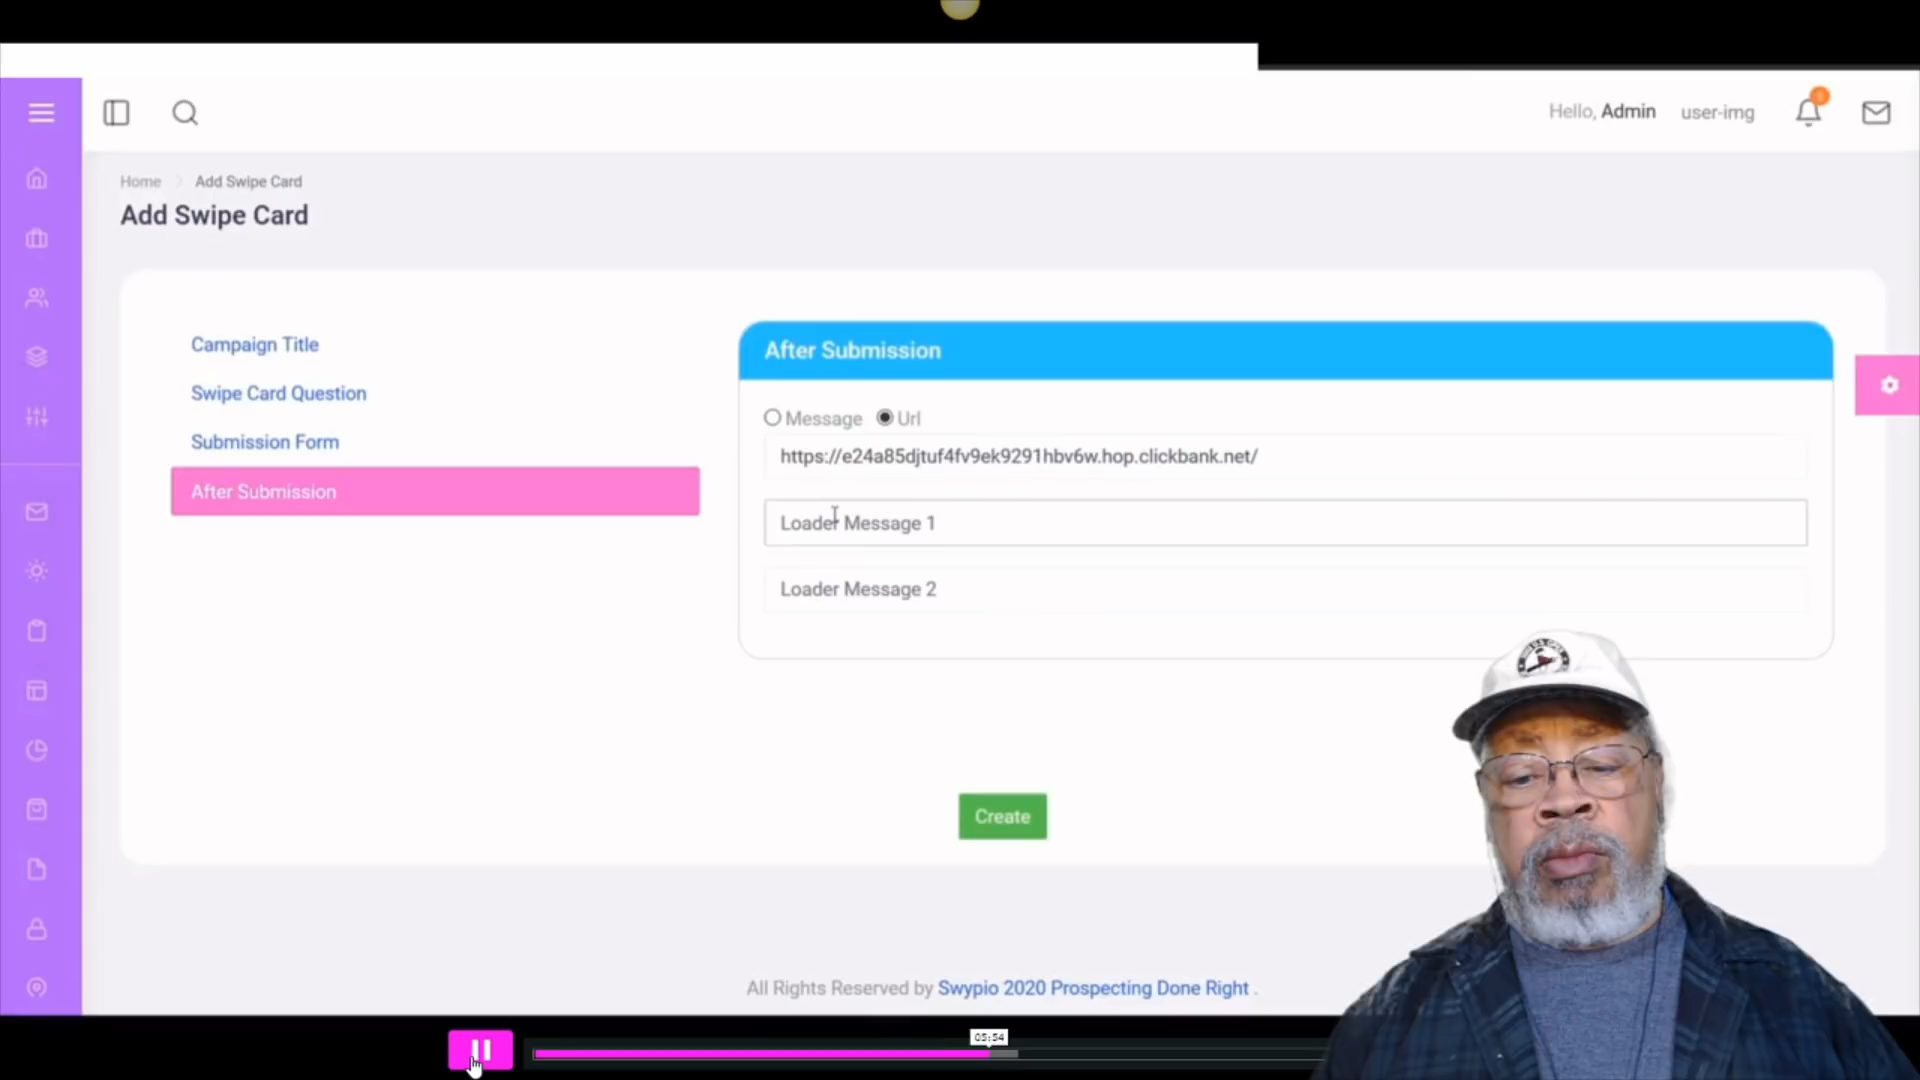 Hello, Admin user-img
Home Add Swipe Card
Add Swipe Card
Campaign Title
Swipe Card Question
Submission Form
After Submission
After Submission
Message Url
https://e24a85djtuf4fv9ek9291hbv6w.hop.clickbank.net/
Loader Message 1
Loader Message 2
Create
All Rights Reserved by Swypio 2020 Prospecting Done Right .
05:54